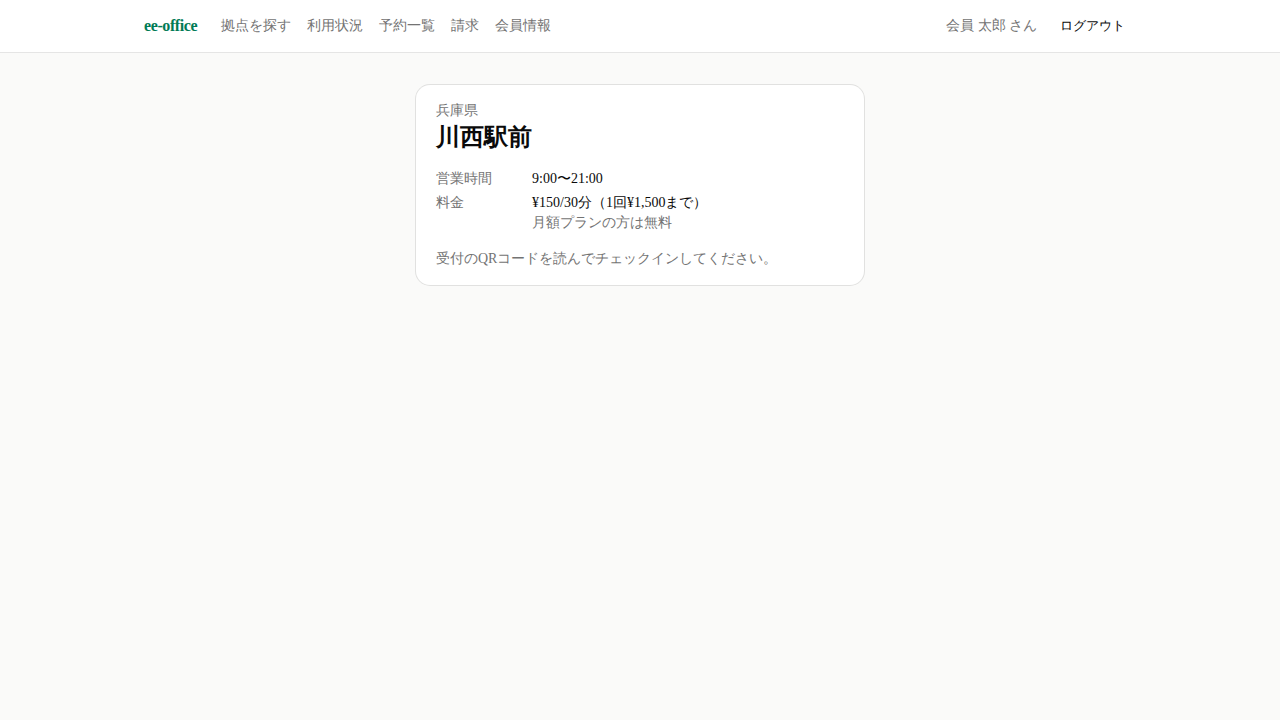 ee-office 拠点を探す 利用状況 予約一覧 請求 会員情報 会員 太郎 さん ログアウト
兵庫県
川西駅前
営業時間 9:00〜21:00
料金 ¥150/30分（1回¥1,500まで）
月額プランの方は無料
受付のQRコードを読んでチェックインしてください。